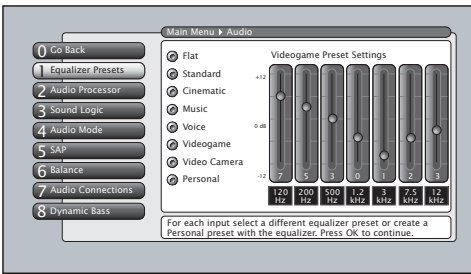 Main Menu Audio
0 Go Back
1 Equalizer Presets
2 Audio Processor
3 Sound Logic
4 Audio Mode
5 SAP
6 Balance
7 Audio Connections
8 Dynamic Bass
Flat
Standard
Cinematic
Music
Voice
Videogame
Video Camera
Personal
Videogame Preset Settings
+12
0 dB
-12
7 5 3 0 1 2 3
120 Hz 200 Hz 500 Hz 1.2 kHz 3 kHz 7.5 kHz 12 kHz
For each input select a different equalizer preset or create a
Personal preset with the equalizer. Press OK to continue.